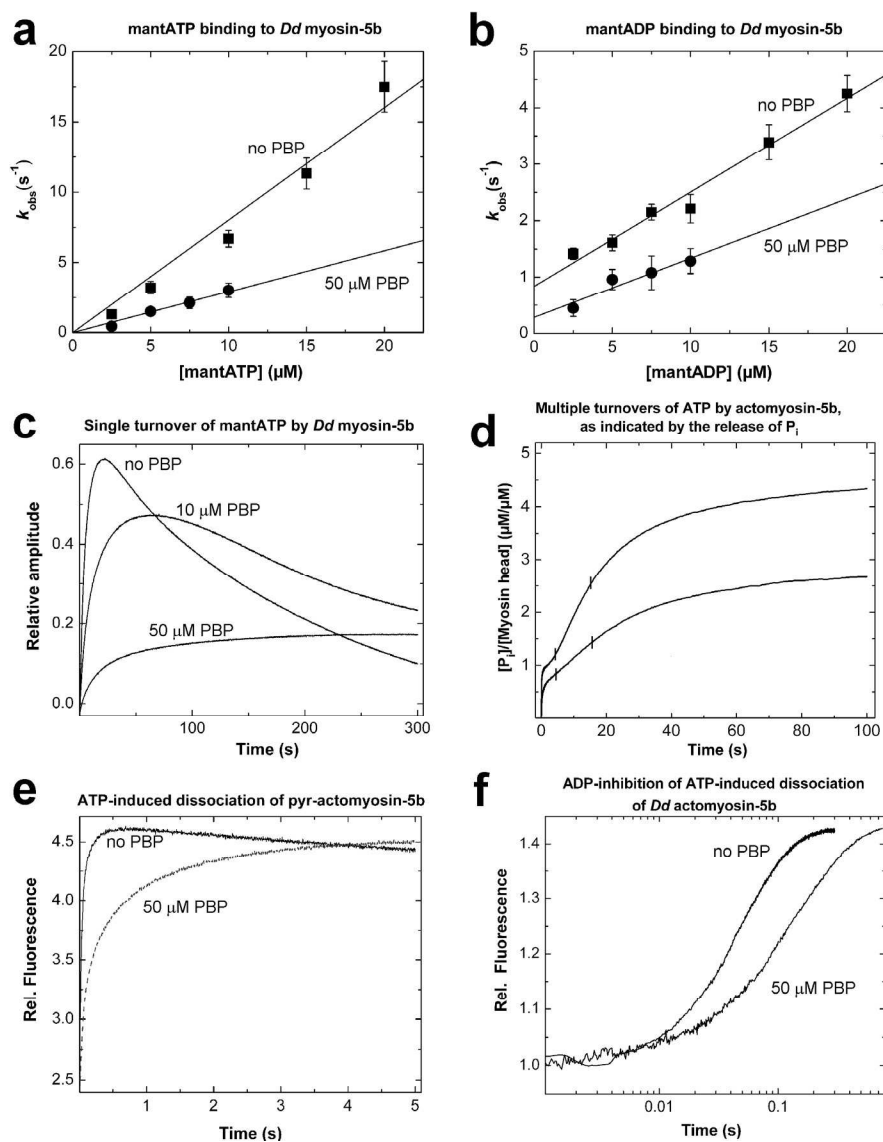 a
mantATP binding to Dd myosin-5b
20
15
10
5
0
kobs(s-1)
no PBP
50 μM PBP
0 5 10 15 20
[mantATP] (μM)
b
mantADP binding to Dd myosin-5b
5
4
3
2
1
0
kobs(s-1)
no PBP
50 μM PBP
0 5 10 15 20
[mantADP] (μM)
c
Single turnover of mantATP by Dd myosin-5b
0.6
0.4
0.2
0.0
Relative amplitude
no PBP
10 μM PBP
50 μM PBP
100 200 300
Time (s)
d
Multiple turnovers of ATP by actomyosin-5b,
as indicated by the release of Pi
5
4
3
2
1
0
[Pi]/[Myosin head] (μM/μM)
0 20 40 60 80 100
Time (s)
e
ATP-induced dissociation of pyr-actomyosin-5b
4.5
4.0
3.5
3.0
2.5
Rel. Fluorescence
no PBP
50 μM PBP
1 2 3 4 5
Time (s)
f
ADP-inhibition of ATP-induced dissociation
of Dd actomyosin-5b
1.4
1.3
1.2
1.1
1.0
Rel. Fluorescence
no PBP
50 μM PBP
0.01 0.1
Time (s)